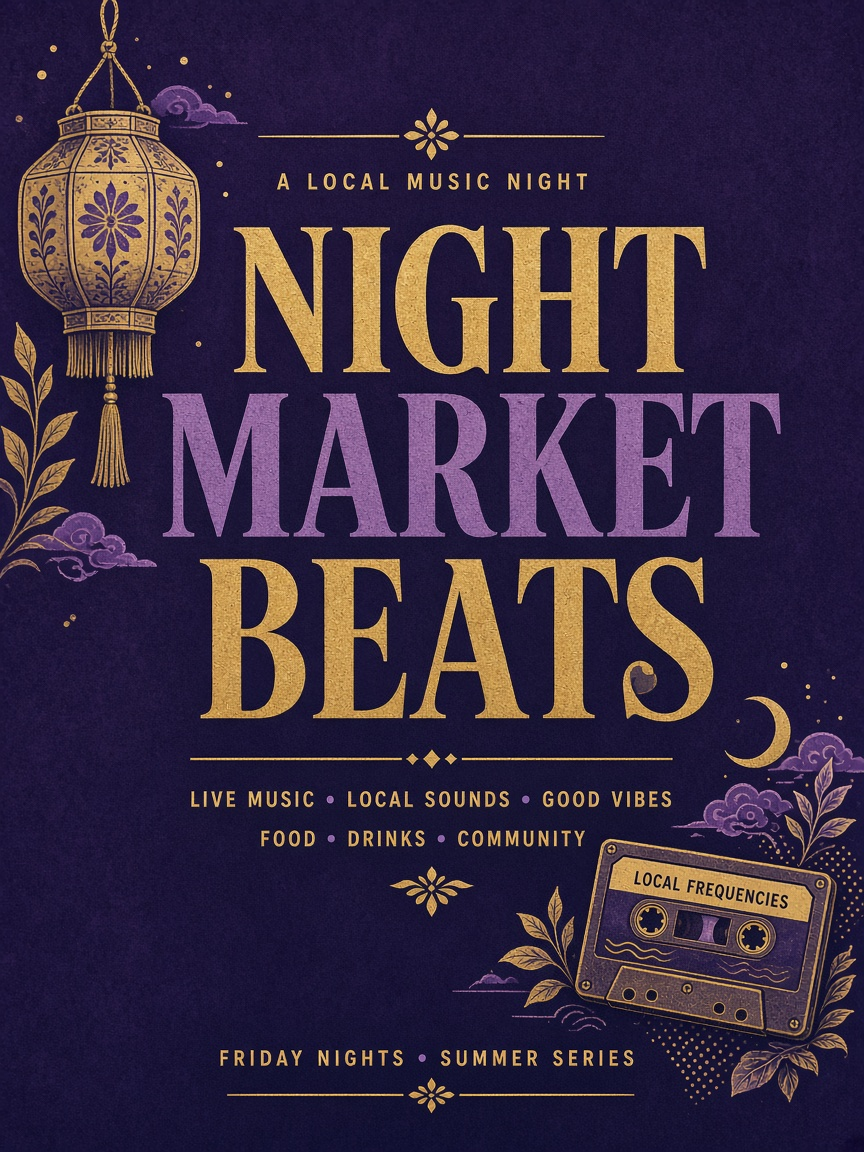 A LOCAL MUSIC NIGHT
NIGHT
MARKET
BEATS
LIVE MUSIC • LOCAL SOUNDS • GOOD VIBES
FOOD • DRINKS • COMMUNITY
LOCAL FREQUENCIES
FRIDAY NIGHTS • SUMMER SERIES